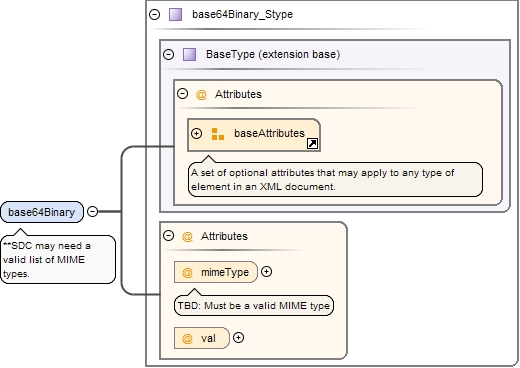 base64Binary_Stype
BaseType (extension base)
@ Attributes
baseAttributes
A set of optional attributes that may apply to any type of
element in an XML document.
base64Binary
**SDC may need a
valid list of MIME
types.
@ Attributes
@ mimeType
TBD: Must be a valid MIME type
@ val